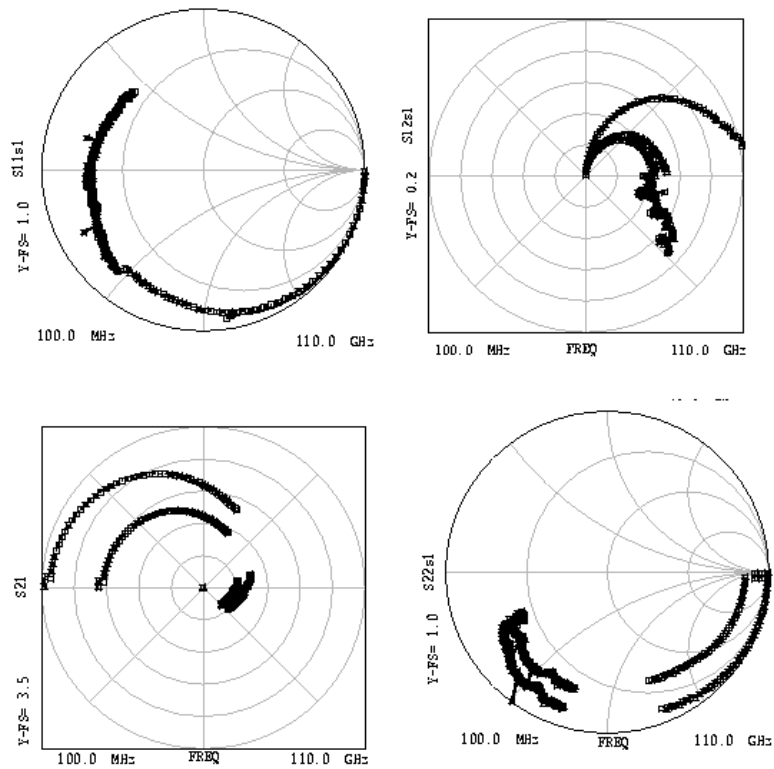 S11s1
Y-FS= 1.0
100.0 MHz
110.0 GHz
S12s1
Y-FS= 0.2
100.0 MHz
FREQ
110.0 GHz
S21
Y-FS= 3.5
100.0 MHz
FREQ
110.0 GHz
S22s1
Y-FS= 1.0
100.0 MHz
FREQ
110.0 GHz